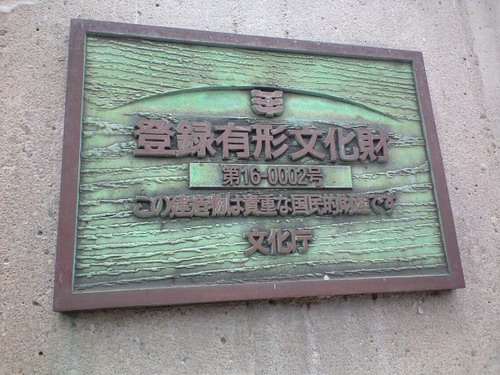 登録有形文化財
第16-0002号
この建造物は貴重な国民的財産です
文化庁